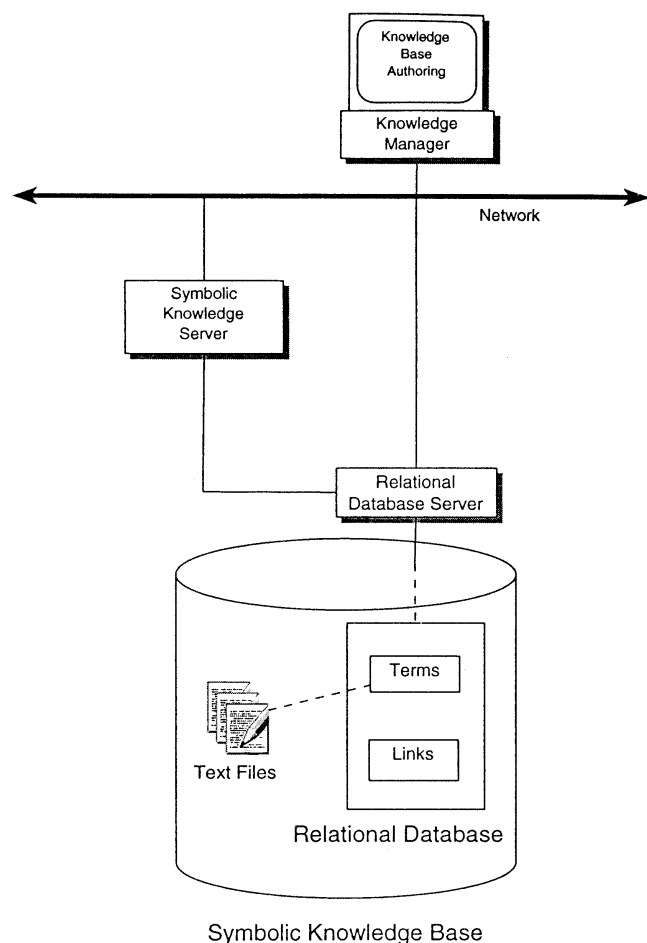 Knowledge
Base
Authoring
Knowledge
Manager
Network
Symbolic
Knowledge
Server
Relational
Database Server
Terms
Links
Text Files
Relational Database
Symbolic Knowledge Base